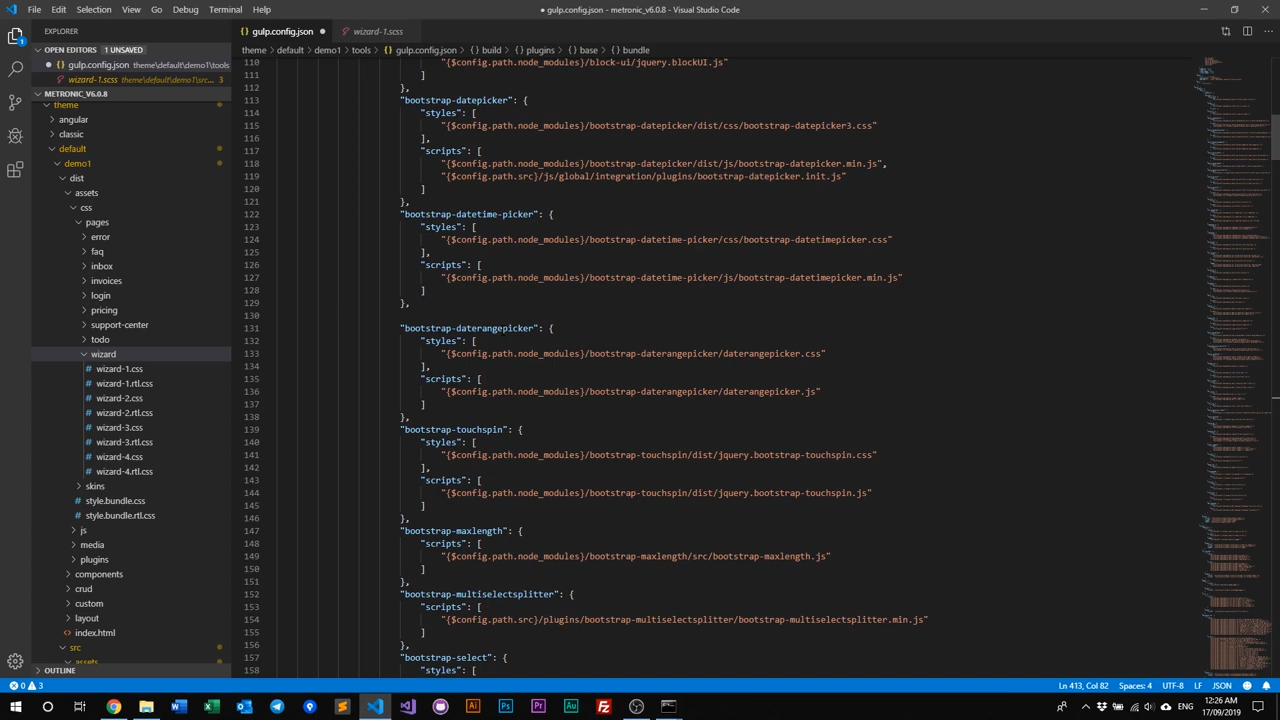 File Edit Selection View Go Debug Terminal Help
● gulp.config.json - metronic_v6.0.8 - Visual Studio Code
EXPLORER
OPEN EDITORS 1 UNSAVED
● gulp.config.json theme\default\demo1\tools
wizard-1.scss theme\default\demo1\src... 3
METRONIC_V6.0.8
theme
angular
classic
default
demo1
dist
assets
css
pages
error
faq
inbox
invoices
login
pricing
support-center
todo
wizard
# wizard-1.css
# wizard-1.rtl.css
# wizard-2.css
# wizard-2.rtl.css
# wizard-3.css
# wizard-3.rtl.css
# wizard-4.css
# wizard-4.rtl.css
skins
# style.bundle.css
# style.bundle.rtl.css
js
media
plugins
components
crud
custom
layout
index.html
src
assets
OUTLINE
{} gulp.config.json ●
wizard-1.scss
theme > default > demo1 > tools > {} gulp.config.json > {} build > {} plugins > {} base > {} bundle
110 "{$config.path.node_modules}/block-ui/jquery.blockUI.js"
111 ]
112 },
113 "bootstrap-datepicker": {
114 "styles": [
115 "{$config.path.node_modules}/bootstrap-datepicker/dist/css/bootstrap-datepicker3.css"
116 ],
117 "scripts": [
118 "{$config.path.node_modules}/bootstrap-datepicker/dist/js/bootstrap-datepicker.min.js",
119 "{$config.path.src}/js/global/integration/plugins/bootstrap-datepicker.init.js"
120 ]
121 },
122 "bootstrap-datetime-picker": {
123 "styles": [
124 "{$config.path.node_modules}/bootstrap-datetime-picker/css/bootstrap-datetimepicker.css"
125 ],
126 "scripts": [
127 "{$config.path.node_modules}/bootstrap-datetime-picker/js/bootstrap-datetimepicker.min.js"
128 ]
129 },
130
131 "bootstrap-daterangepicker": {
132 "styles": [
133 "{$config.path.node_modules}/bootstrap-daterangepicker/daterangepicker.css"
134 ],
135 "scripts": [
136 "{$config.path.node_modules}/bootstrap-daterangepicker/daterangepicker.js"
137 ]
138 },
139 "bootstrap-touchspin": {
140 "styles": [
141 "{$config.path.node_modules}/bootstrap-touchspin/dist/jquery.bootstrap-touchspin.css"
142 ],
143 "scripts": [
144 "{$config.path.node_modules}/bootstrap-touchspin/dist/jquery.bootstrap-touchspin.js"
145 ]
146 },
147 "bootstrap-maxlength": {
148 "scripts": [
149 "{$config.path.node_modules}/bootstrap-maxlength/src/bootstrap-maxlength.js"
150 ]
151 },
152 "bootstrap-multiselectsplitter": {
153 "scripts": [
154 "{$config.path.src}/plugins/bootstrap-multiselectsplitter/bootstrap-multiselectsplitter.min.js"
155 ]
156 },
157 "bootstrap-select": {
158 "styles": [
0 3
Ln 413, Col 82 Spaces: 4 UTF-8 LF JSON
ENG
12:26 AM
17/09/2019